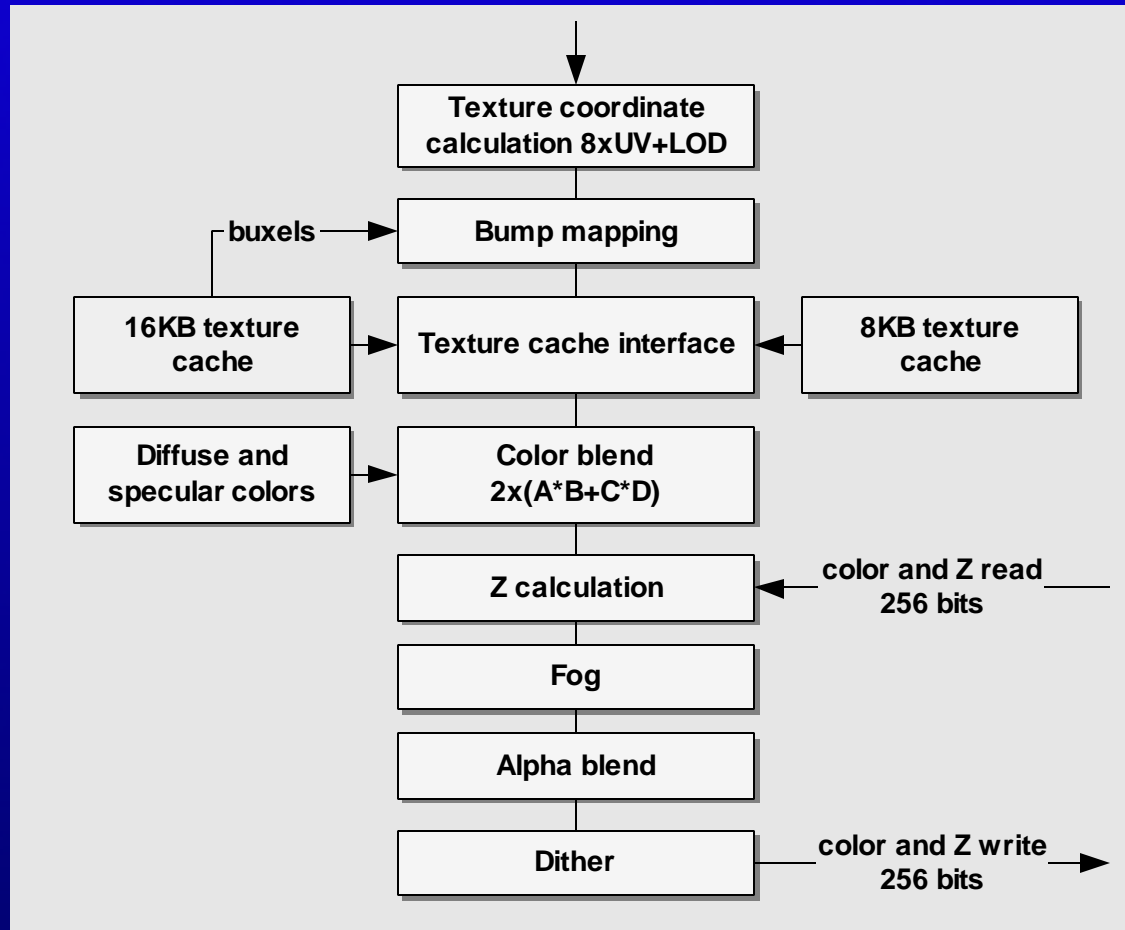 Texture coordinate
calculation 8xUV+LOD
buxels
Bump mapping
16KB texture
cache
Texture cache interface
8KB texture
cache
Diffuse and
specular colors
Color blend
2x(A*B+C*D)
Z calculation
color and Z read
256 bits
Fog
Alpha blend
Dither
color and Z write
256 bits